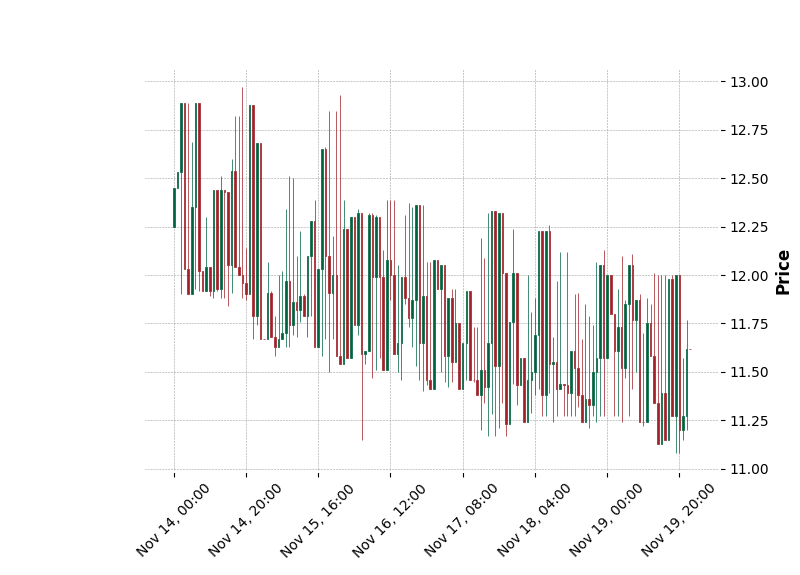 13.00
12.75
12.50
12.25
12.00
11.75
11.50
11.25
11.00
Price
Nov 14, 00:00
Nov 14, 20:00
Nov 15, 16:00
Nov 16, 12:00
Nov 17, 08:00
Nov 18, 04:00
Nov 19, 00:00
Nov 19, 20:00